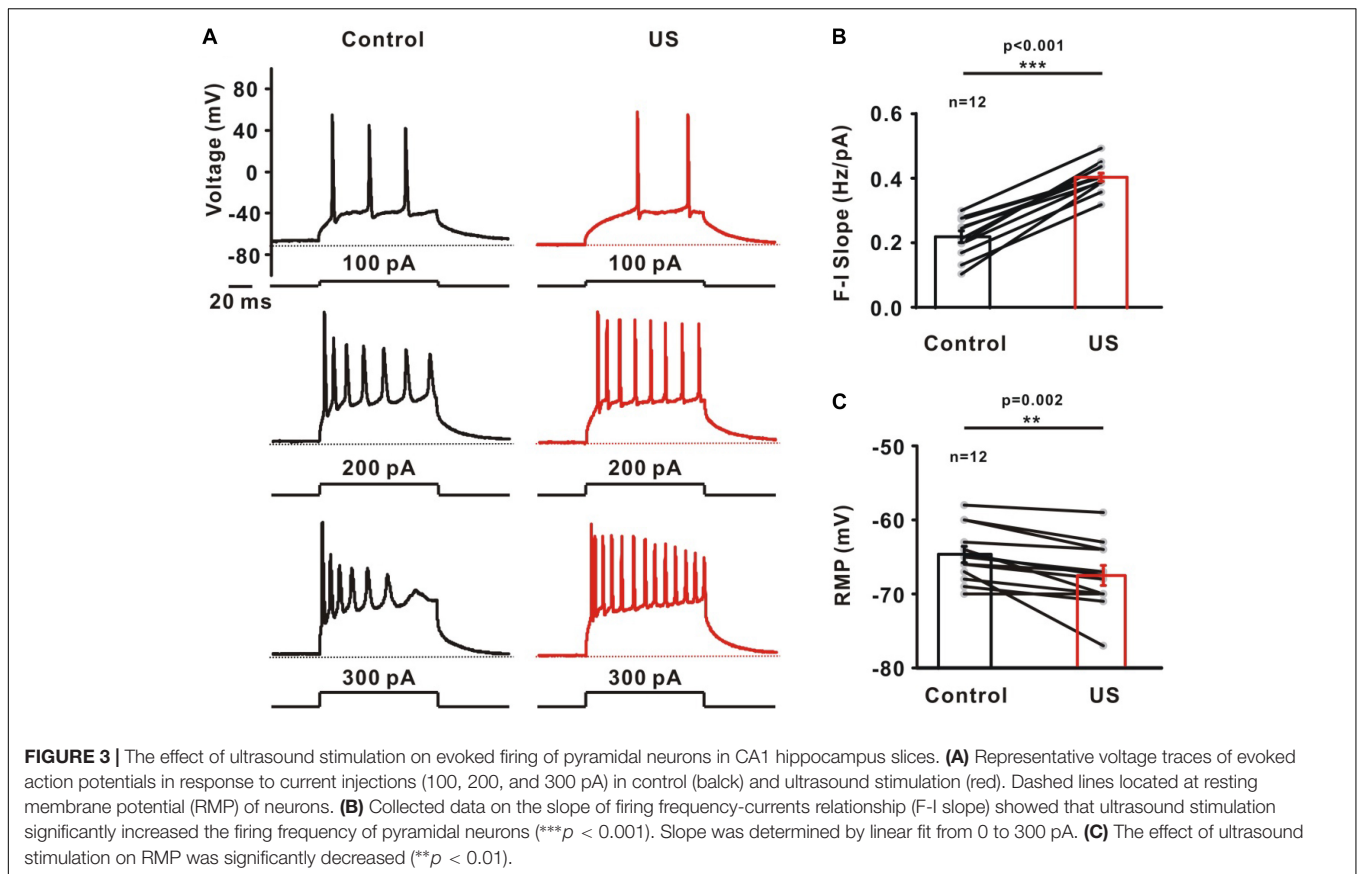 A
Control
US
Voltage (mV)
80
40
0
-40
-80
20 ms
100 pA
100 pA
200 pA
200 pA
300 pA
300 pA
B
p<0.001
***
n=12
F-I Slope (Hz/pA)
0.6
0.4
0.2
0.0
Control
US
C
p=0.002
**
n=12
RMP (mV)
-50
-60
-70
-80
Control
US
FIGURE 3 | The effect of ultrasound stimulation on evoked firing of pyramidal neurons in CA1 hippocampus slices. (A) Representative voltage traces of evoked
action potentials in response to current injections (100, 200, and 300 pA) in control (balck) and ultrasound stimulation (red). Dashed lines located at resting
membrane potential (RMP) of neurons. (B) Collected data on the slope of firing frequency-currents relationship (F-I slope) showed that ultrasound stimulation
significantly increased the firing frequency of pyramidal neurons (***p < 0.001). Slope was determined by linear fit from 0 to 300 pA. (C) The effect of ultrasound
stimulation on RMP was significantly decreased (**p < 0.01).